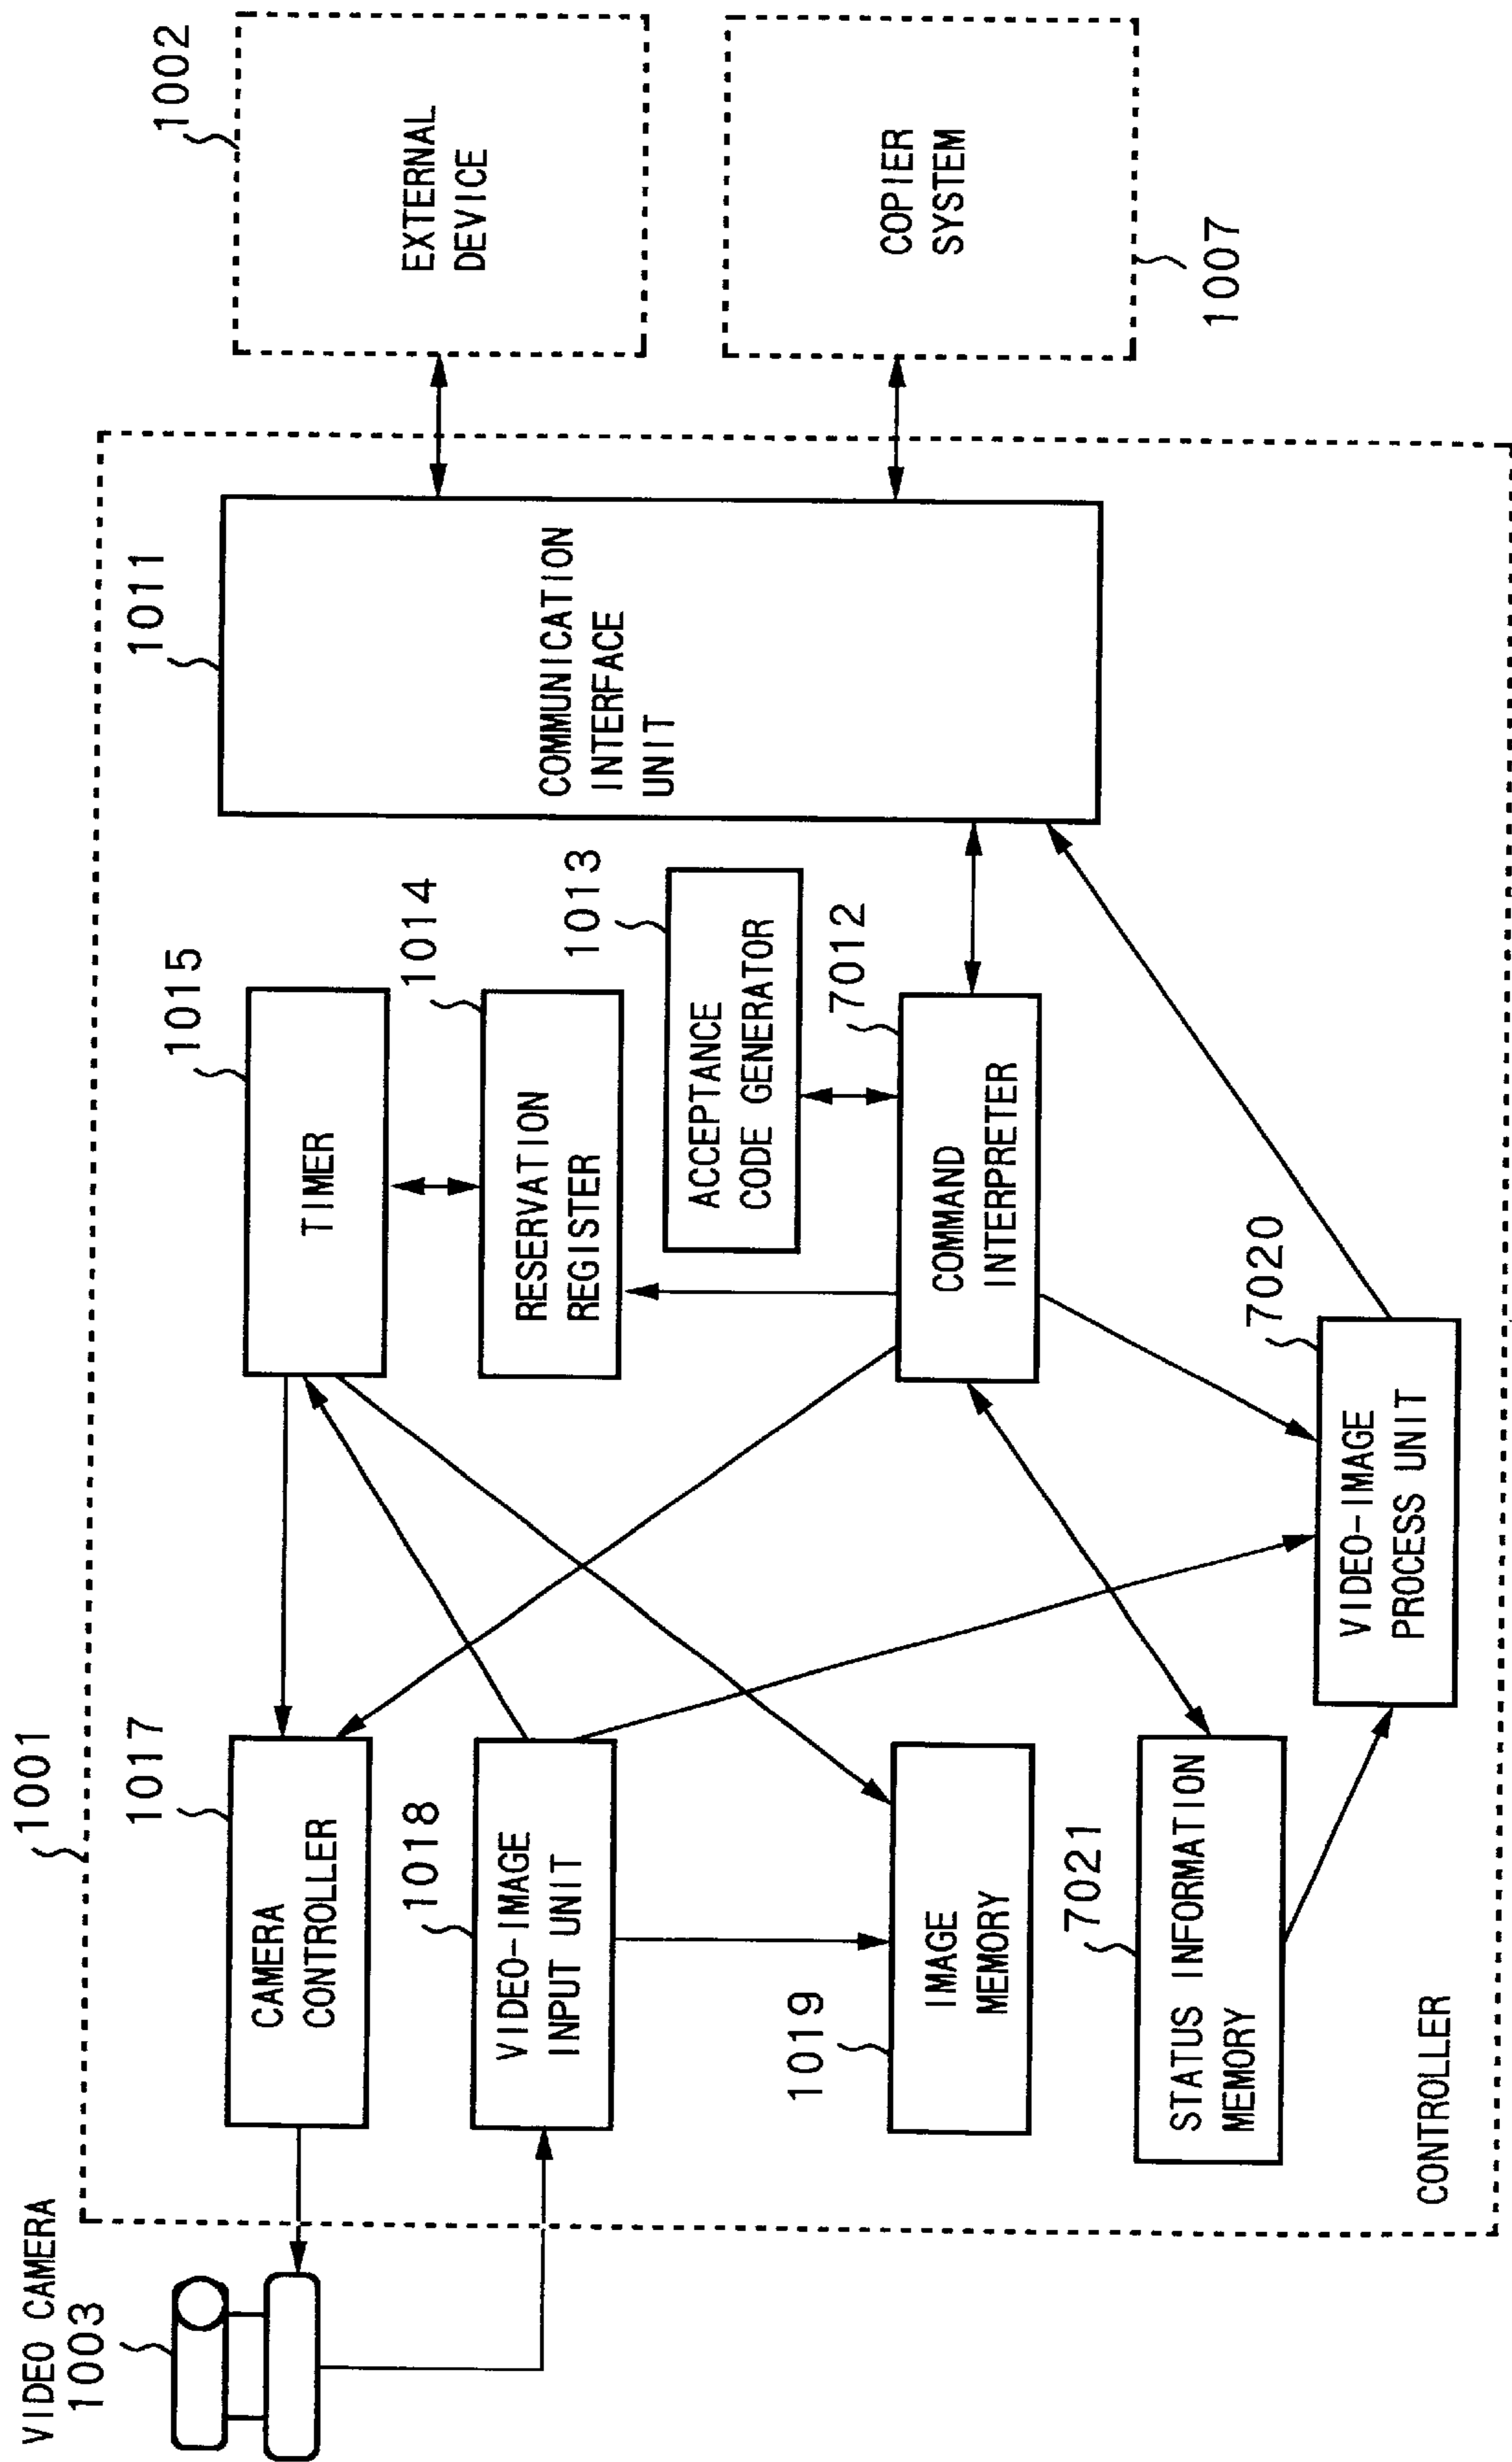 VIDEO CAMERA
1003
1001
1017
CAMERA
CONTROLLER
1018
VIDEO-IMAGE
INPUT UNIT
1019
IMAGE
MEMORY
7021
STATUS INFORMATION
MEMORY
CONTROLLER
1015
TIMER
1014
RESERVATION
REGISTER
1013
ACCEPTANCE
CODE GENERATOR
7012
COMMAND
INTERPRETER
7020
VIDEO-IMAGE
PROCESS UNIT
1011
COMMUNICATION
INTERFACE
UNIT
1002
EXTERNAL
DEVICE
COPIER
SYSTEM
1007